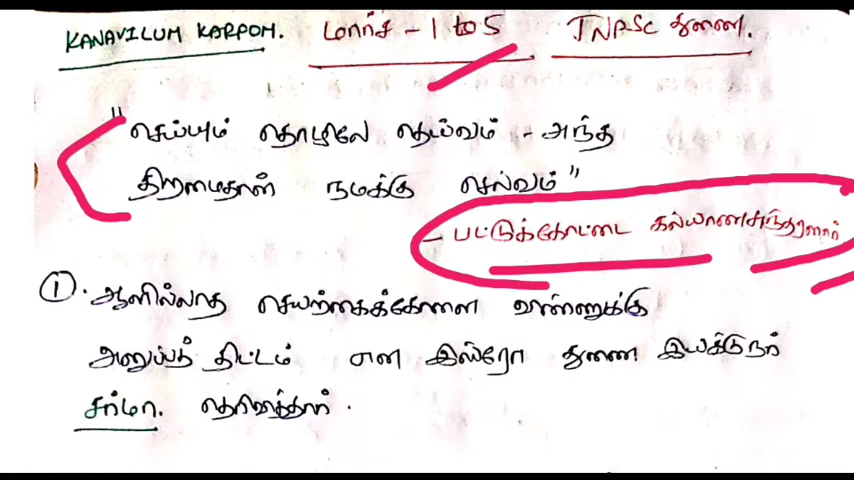 KANAVILUM KARPOM. மார்ச் - 1 to 5 TNPSC துணை.
"செய்யும் தொழிலே தெய்வம் - அந்த
திறமைதான் நமக்கு செல்வம்"
- பட்டுக்கோட்டை கல்யாணசுந்தரனார்
① . ஆளில்லாத செயற்கைக்கோளை விண்ணுக்கு
அனுப்பத் திட்டம் என இஸ்ரோ துணை இயக்குநர்
சர்மா. தெரிவித்தார்.